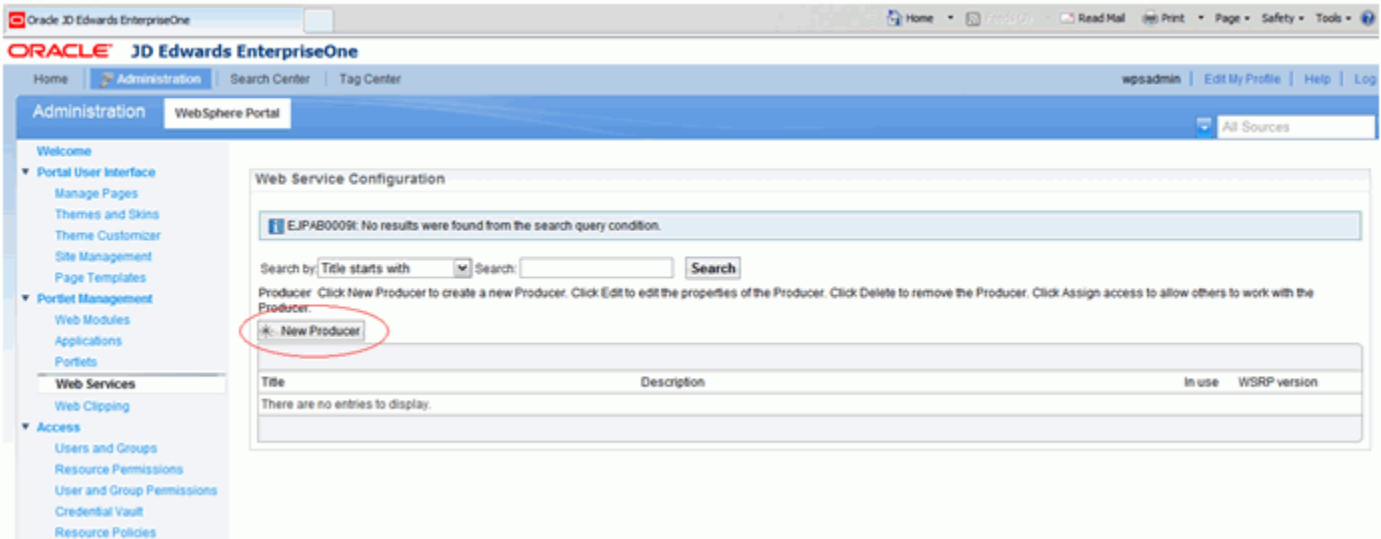 Oracle JD Edwards EnterpriseOne
Home Read Mail Print Page Safety Tools
ORACLE JD Edwards EnterpriseOne
Home Administration Search Center Tag Center wpsadmin Edit My Profile Help Log
Administration WebSphere Portal
All Sources
Welcome
Portal User Interface
Manage Pages
Themes and Skins
Theme Customizer
Site Management
Page Templates
Portlet Management
Web Modules
Applications
Portlets
Web Services
Web Clipping
Access
Users and Groups
Resource Permissions
User and Group Permissions
Credential Vault
Resource Policies
Web Service Configuration
EJPAB0009I: No results were found from the search query condition.
Search by: Title starts with Search: Search
Producer Click New Producer to create a new Producer. Click Edit to edit the properties of the Producer. Click Delete to remove the Producer. Click Assign access to allow others to work with the
Producer.
New Producer
Title Description In use WSRP version
There are no entries to display.